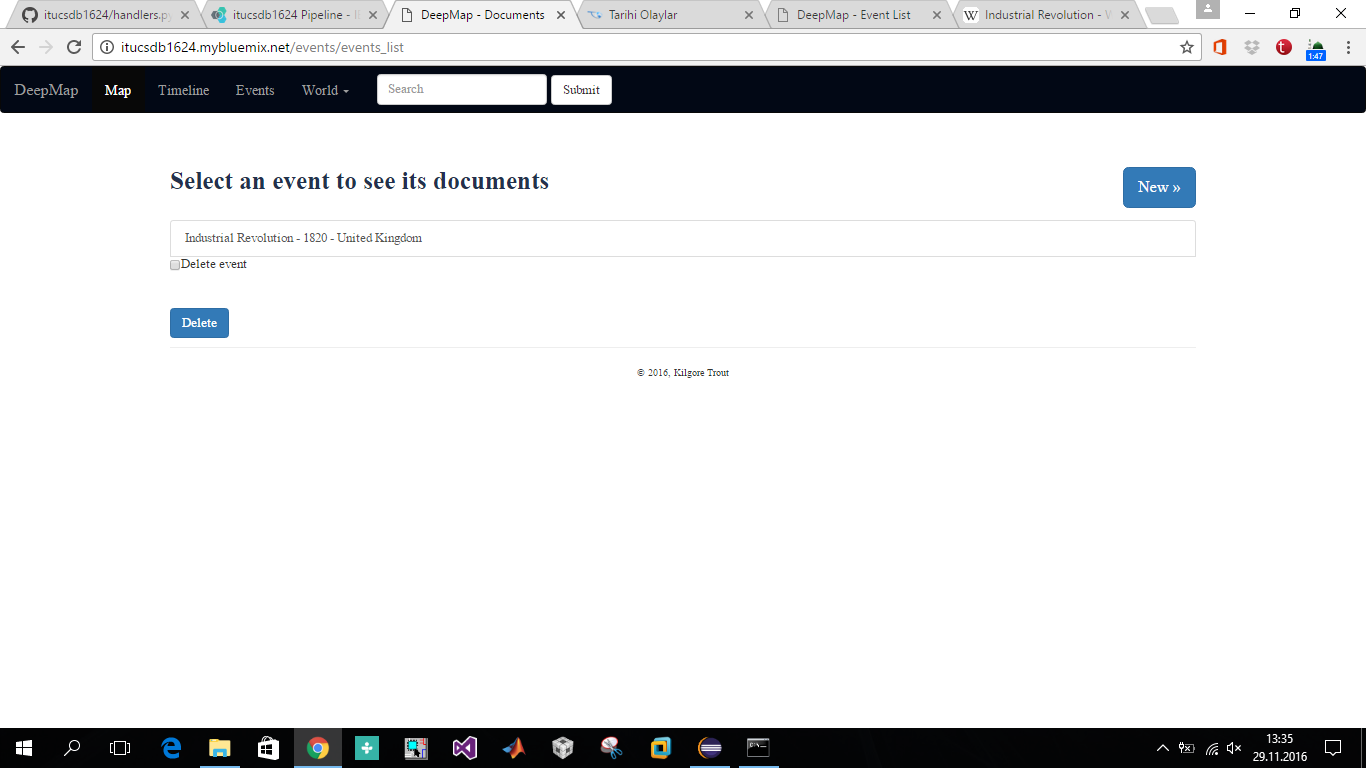 itucsdb1624/handlers.p
itucsdb1624 Pipeline - I
DeepMap - Documents
Tarihi Olaylar
DeepMap - Event List
Industrial Revolution - W
itucsdb1624.mybluemix.net/events/events_list
1:47
DeepMap Map Timeline Events World Search Submit
Select an event to see its documents
New »
Industrial Revolution - 1820 - United Kingdom
Delete event
Delete
© 2016, Kilgore Trout
13:35
29.11.2016